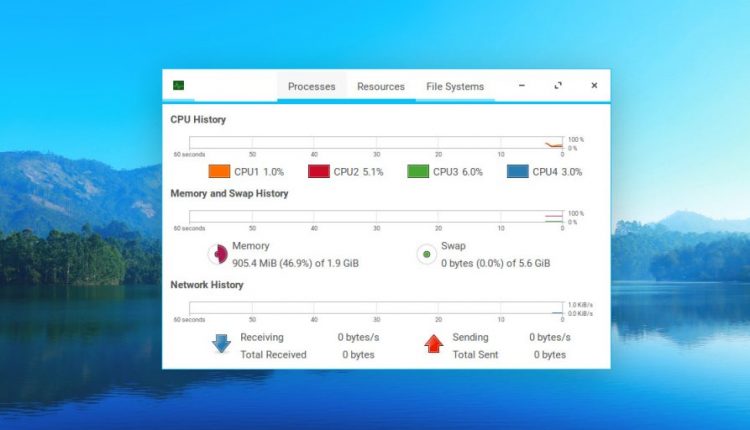 Processes Resources File Systems
CPU History
100 %
0 %
60 seconds 50 40 30 20 10 0
CPU1 1.0% CPU2 5.1% CPU3 6.0% CPU4 3.0%
Memory and Swap History
100 %
0 %
60 seconds 50 40 30 20 10 0
Memory Swap
905.4 MiB (46.9%) of 1.9 GiB 0 bytes (0.0%) of 5.6 GiB
Network History
1.0 KiB/s
0.0 KiB/s
60 seconds 50 40 30 20 10 0
Receiving 0 bytes/s Sending 0 bytes/s
Total Received 0 bytes Total Sent 0 bytes